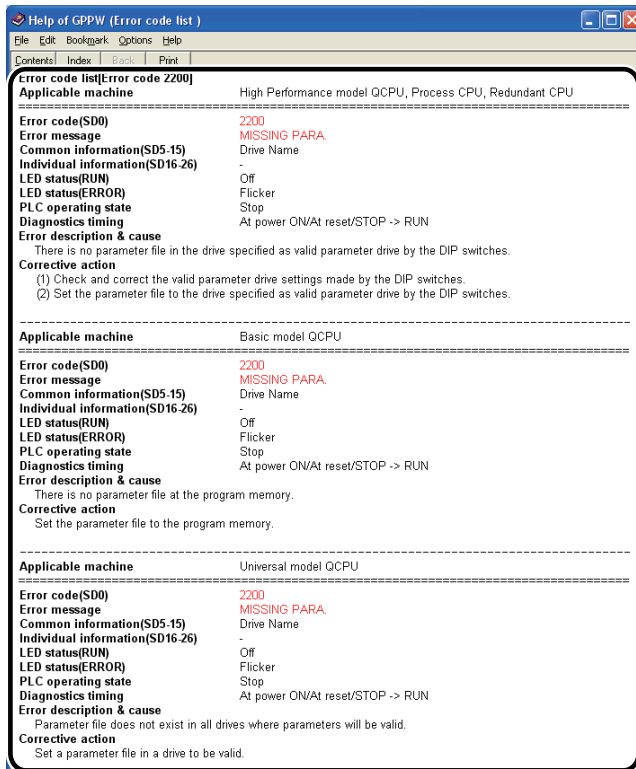 Help of GPPW (Error code list )
File Edit Bookmark Options Help
Contents Index Back Print
Error code list[Error code 2200]
Applicable machine High Performance model QCPU, Process CPU, Redundant CPU
================================================================================
Error code(SD0) 2200
Error message MISSING PARA.
Common information(SD5-15) Drive Name
Individual information(SD16-26) -
LED status(RUN) Off
LED status(ERROR) Flicker
PLC operating state Stop
Diagnostics timing At power ON/At reset/STOP -> RUN
Error description & cause
There is no parameter file in the drive specified as valid parameter drive by the DIP switches.
Corrective action
(1) Check and correct the valid parameter drive settings made by the DIP switches.
(2) Set the parameter file to the drive specified as valid parameter drive by the DIP switches.
--------------------------------------------------------------------------------
Applicable machine Basic model QCPU
================================================================================
Error code(SD0) 2200
Error message MISSING PARA.
Common information(SD5-15) Drive Name
Individual information(SD16-26) -
LED status(RUN) Off
LED status(ERROR) Flicker
PLC operating state Stop
Diagnostics timing At power ON/At reset/STOP -> RUN
Error description & cause
There is no parameter file at the program memory.
Corrective action
Set the parameter file to the program memory.
--------------------------------------------------------------------------------
Applicable machine Universal model QCPU
================================================================================
Error code(SD0) 2200
Error message MISSING PARA.
Common information(SD5-15) Drive Name
Individual information(SD16-26) -
LED status(RUN) Off
LED status(ERROR) Flicker
PLC operating state Stop
Diagnostics timing At power ON/At reset/STOP -> RUN
Error description & cause
Parameter file does not exist in all drives where parameters will be valid.
Corrective action
Set a parameter file in a drive to be valid.